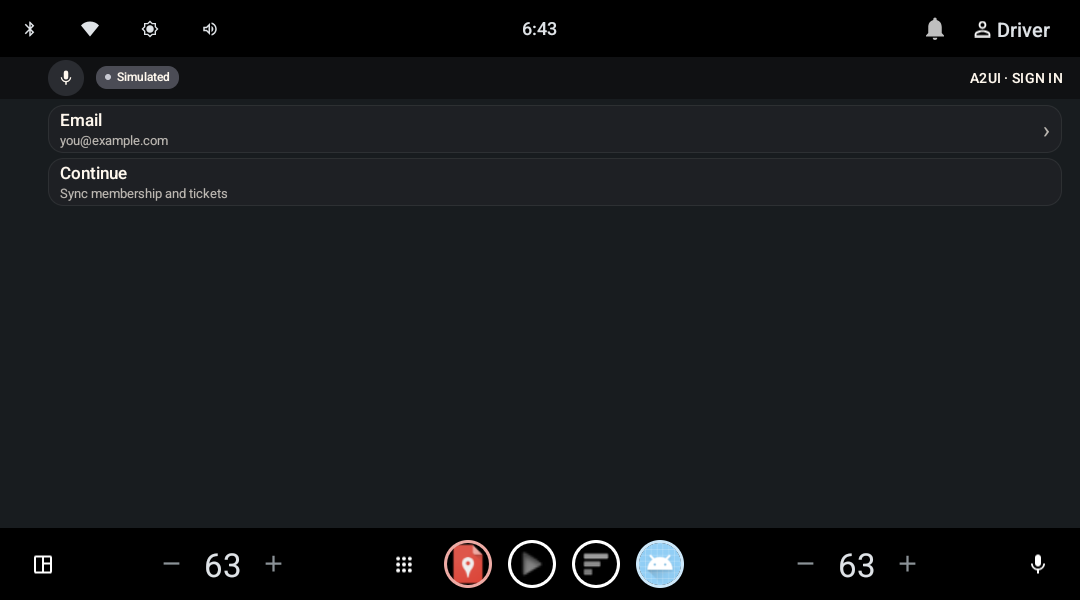 6:43
Driver
Simulated
A2UI · SIGN IN
Email
you@example.com
Continue
Sync membership and tickets
63
63